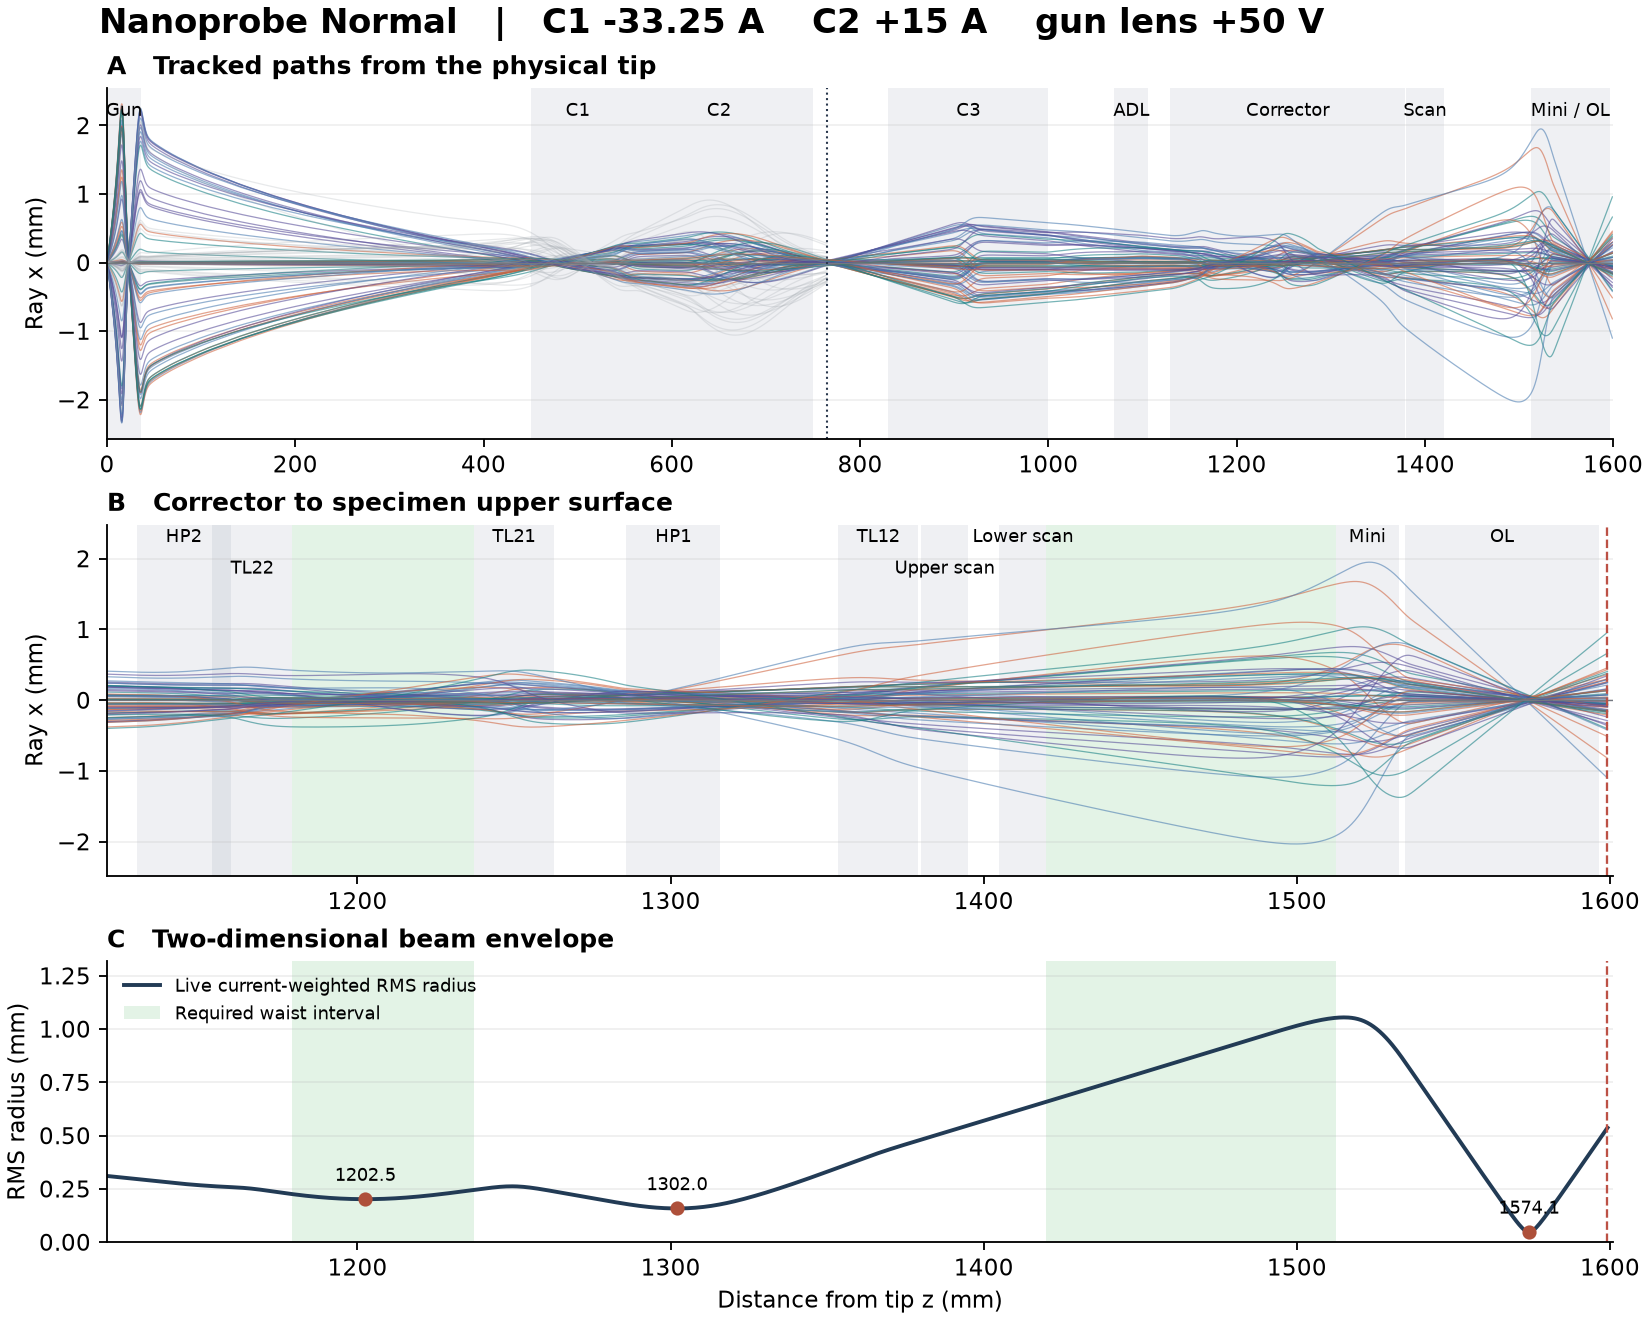 Nanoprobe Normal | C1 -33.25 A C2 +15 A gun lens +50 V
A Tracked paths from the physical tip
Gun C1 C2 C3 ADL Corrector Scan Mini / OL
Ray x (mm)
2
1
0
−1
−2
0 200 400 600 800 1000 1200 1400 1600
B Corrector to specimen upper surface
HP2 TL21 HP1 TL12 Lower scan Mini OL
TL22 Upper scan
Ray x (mm)
2
1
0
−1
−2
1200 1300 1400 1500 1600
C Two-dimensional beam envelope
Live current-weighted RMS radius
Required waist interval
RMS radius (mm)
1.25
1.00
0.75
0.50
0.25
0.00
1202.5 1302.0 1574.1
1200 1300 1400 1500 1600
Distance from tip z (mm)